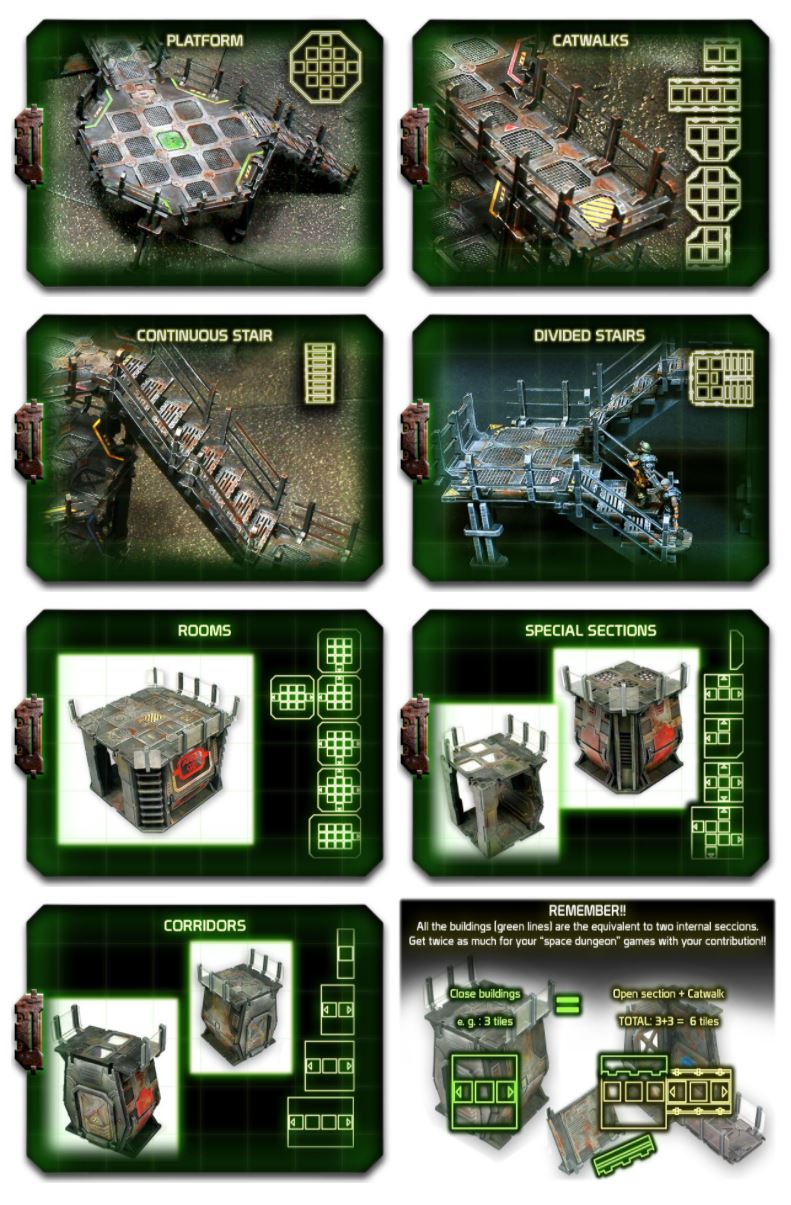 PLATFORM
CATWALKS
CONTINUOUS STAIR
DIVIDED STAIRS
ROOMS
SPECIAL SECTIONS
CORRIDORS
REMEMBER!!
All the buildings (green lines) are the equivalent to two internal seccions.
Get twice as much for your "space dungeon" games with your contribution!!
Close buildings
e. g. : 3 tiles
=
Open section + Catwalk
TOTAL: 3+3 = 6 tiles